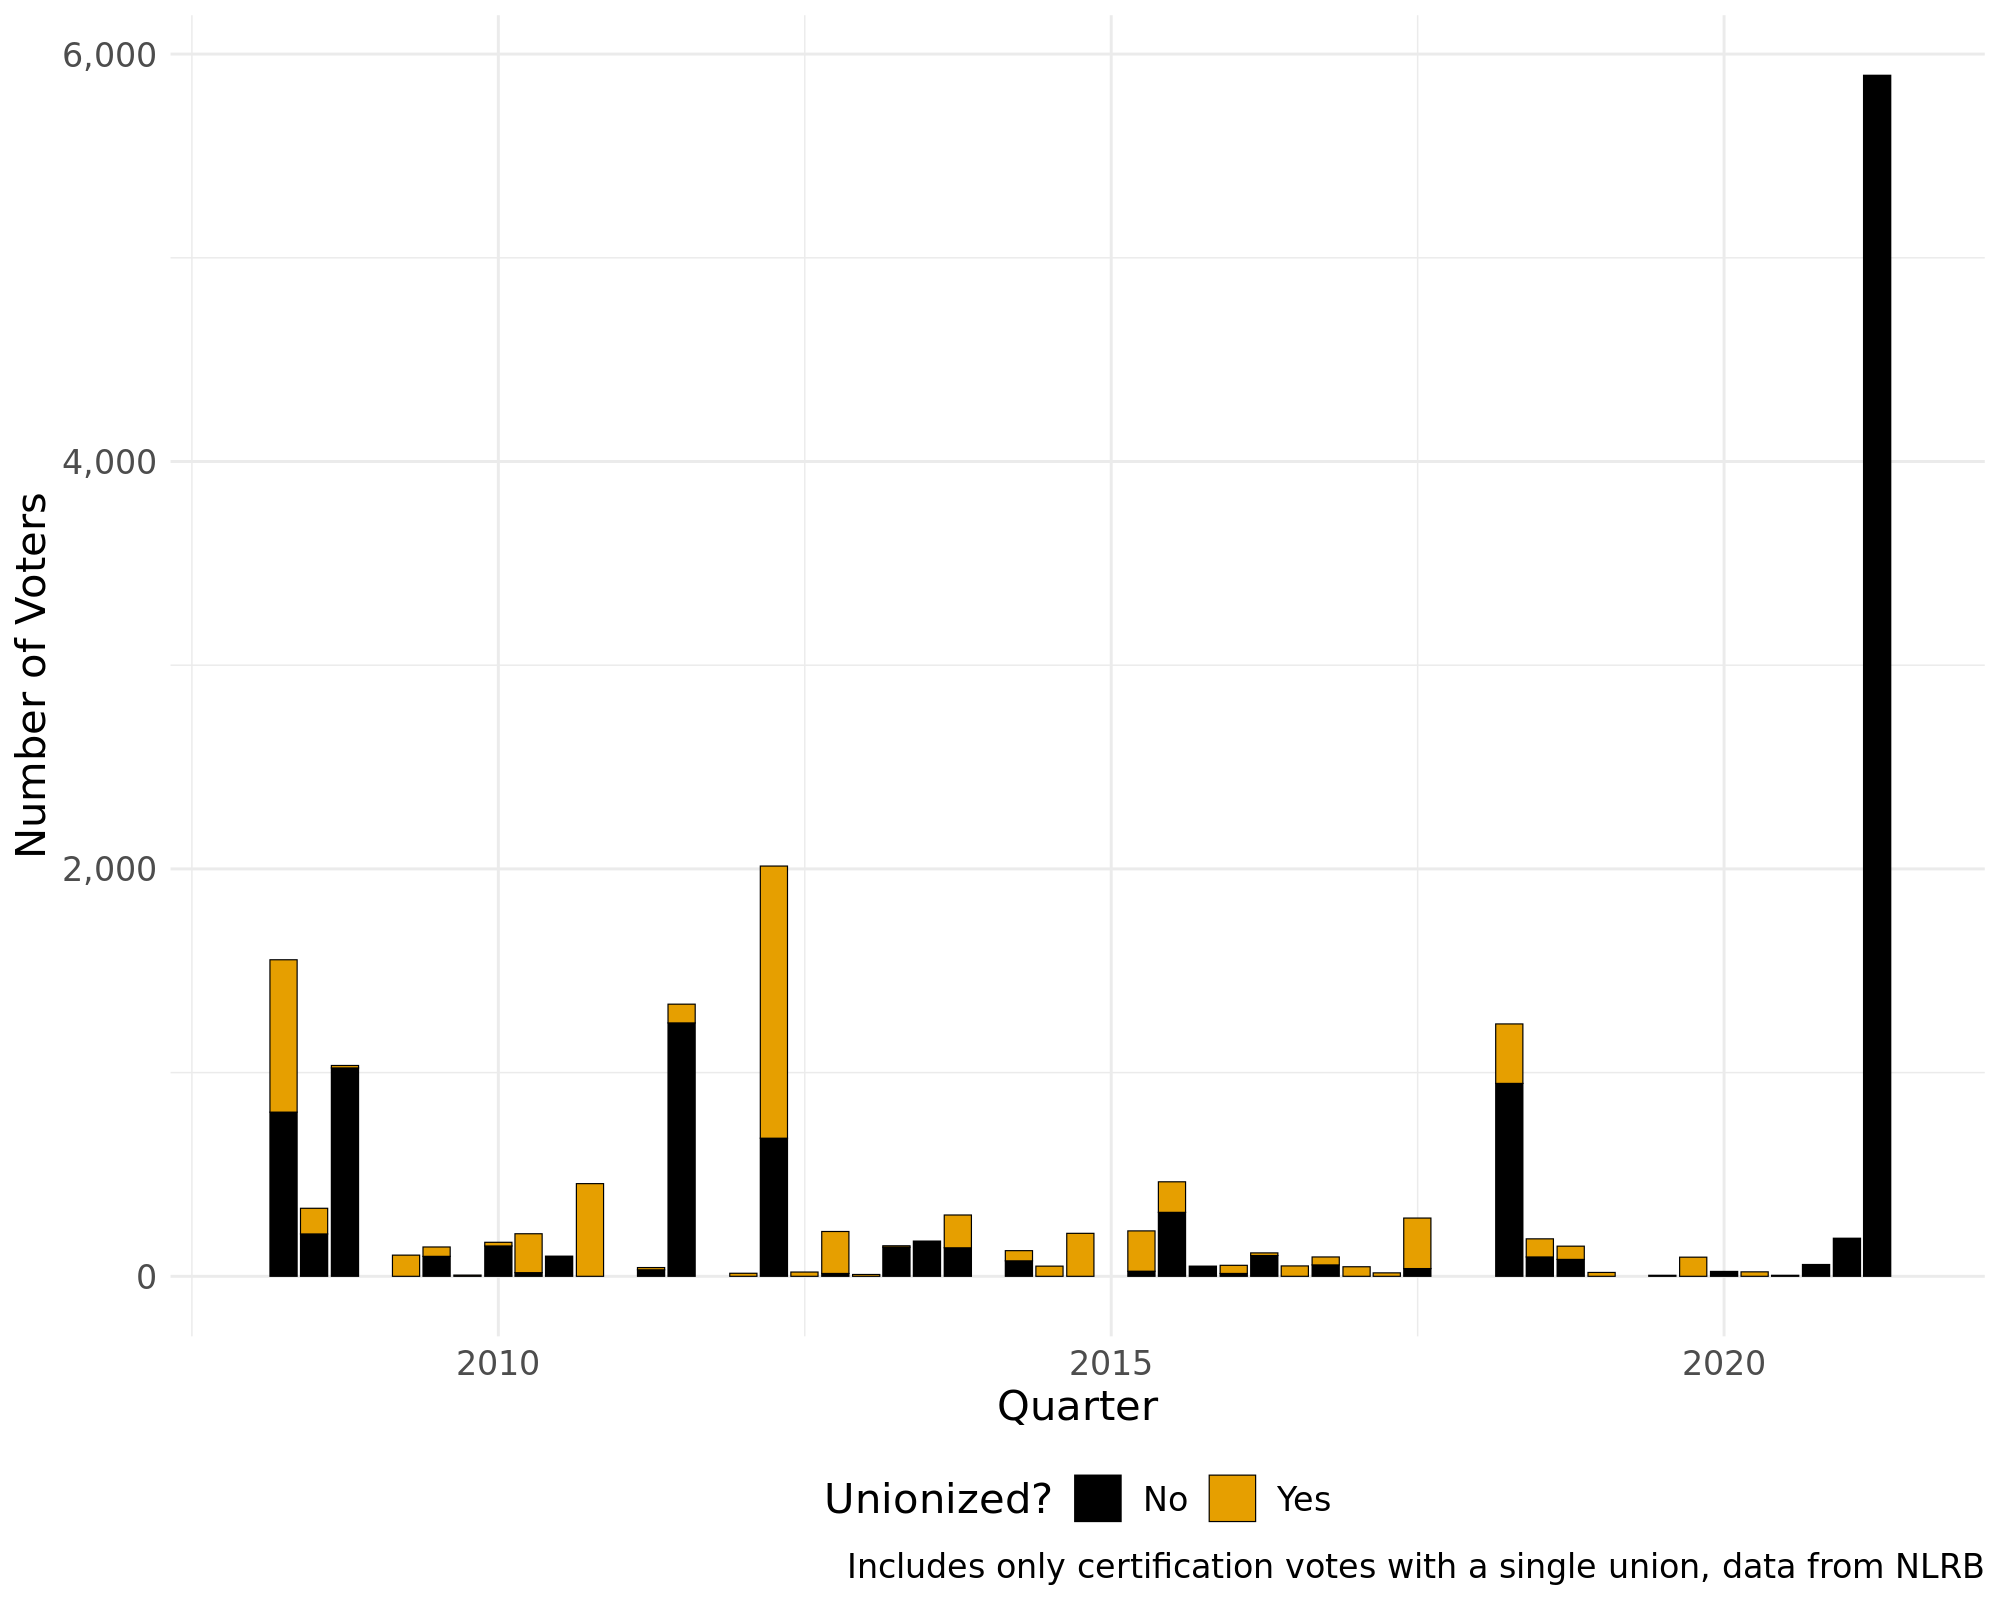 6,000
4,000
2,000
0
Number of Voters
2010 2015 2020
Quarter
Unionized? No Yes
Includes only certification votes with a single union, data from NLRB